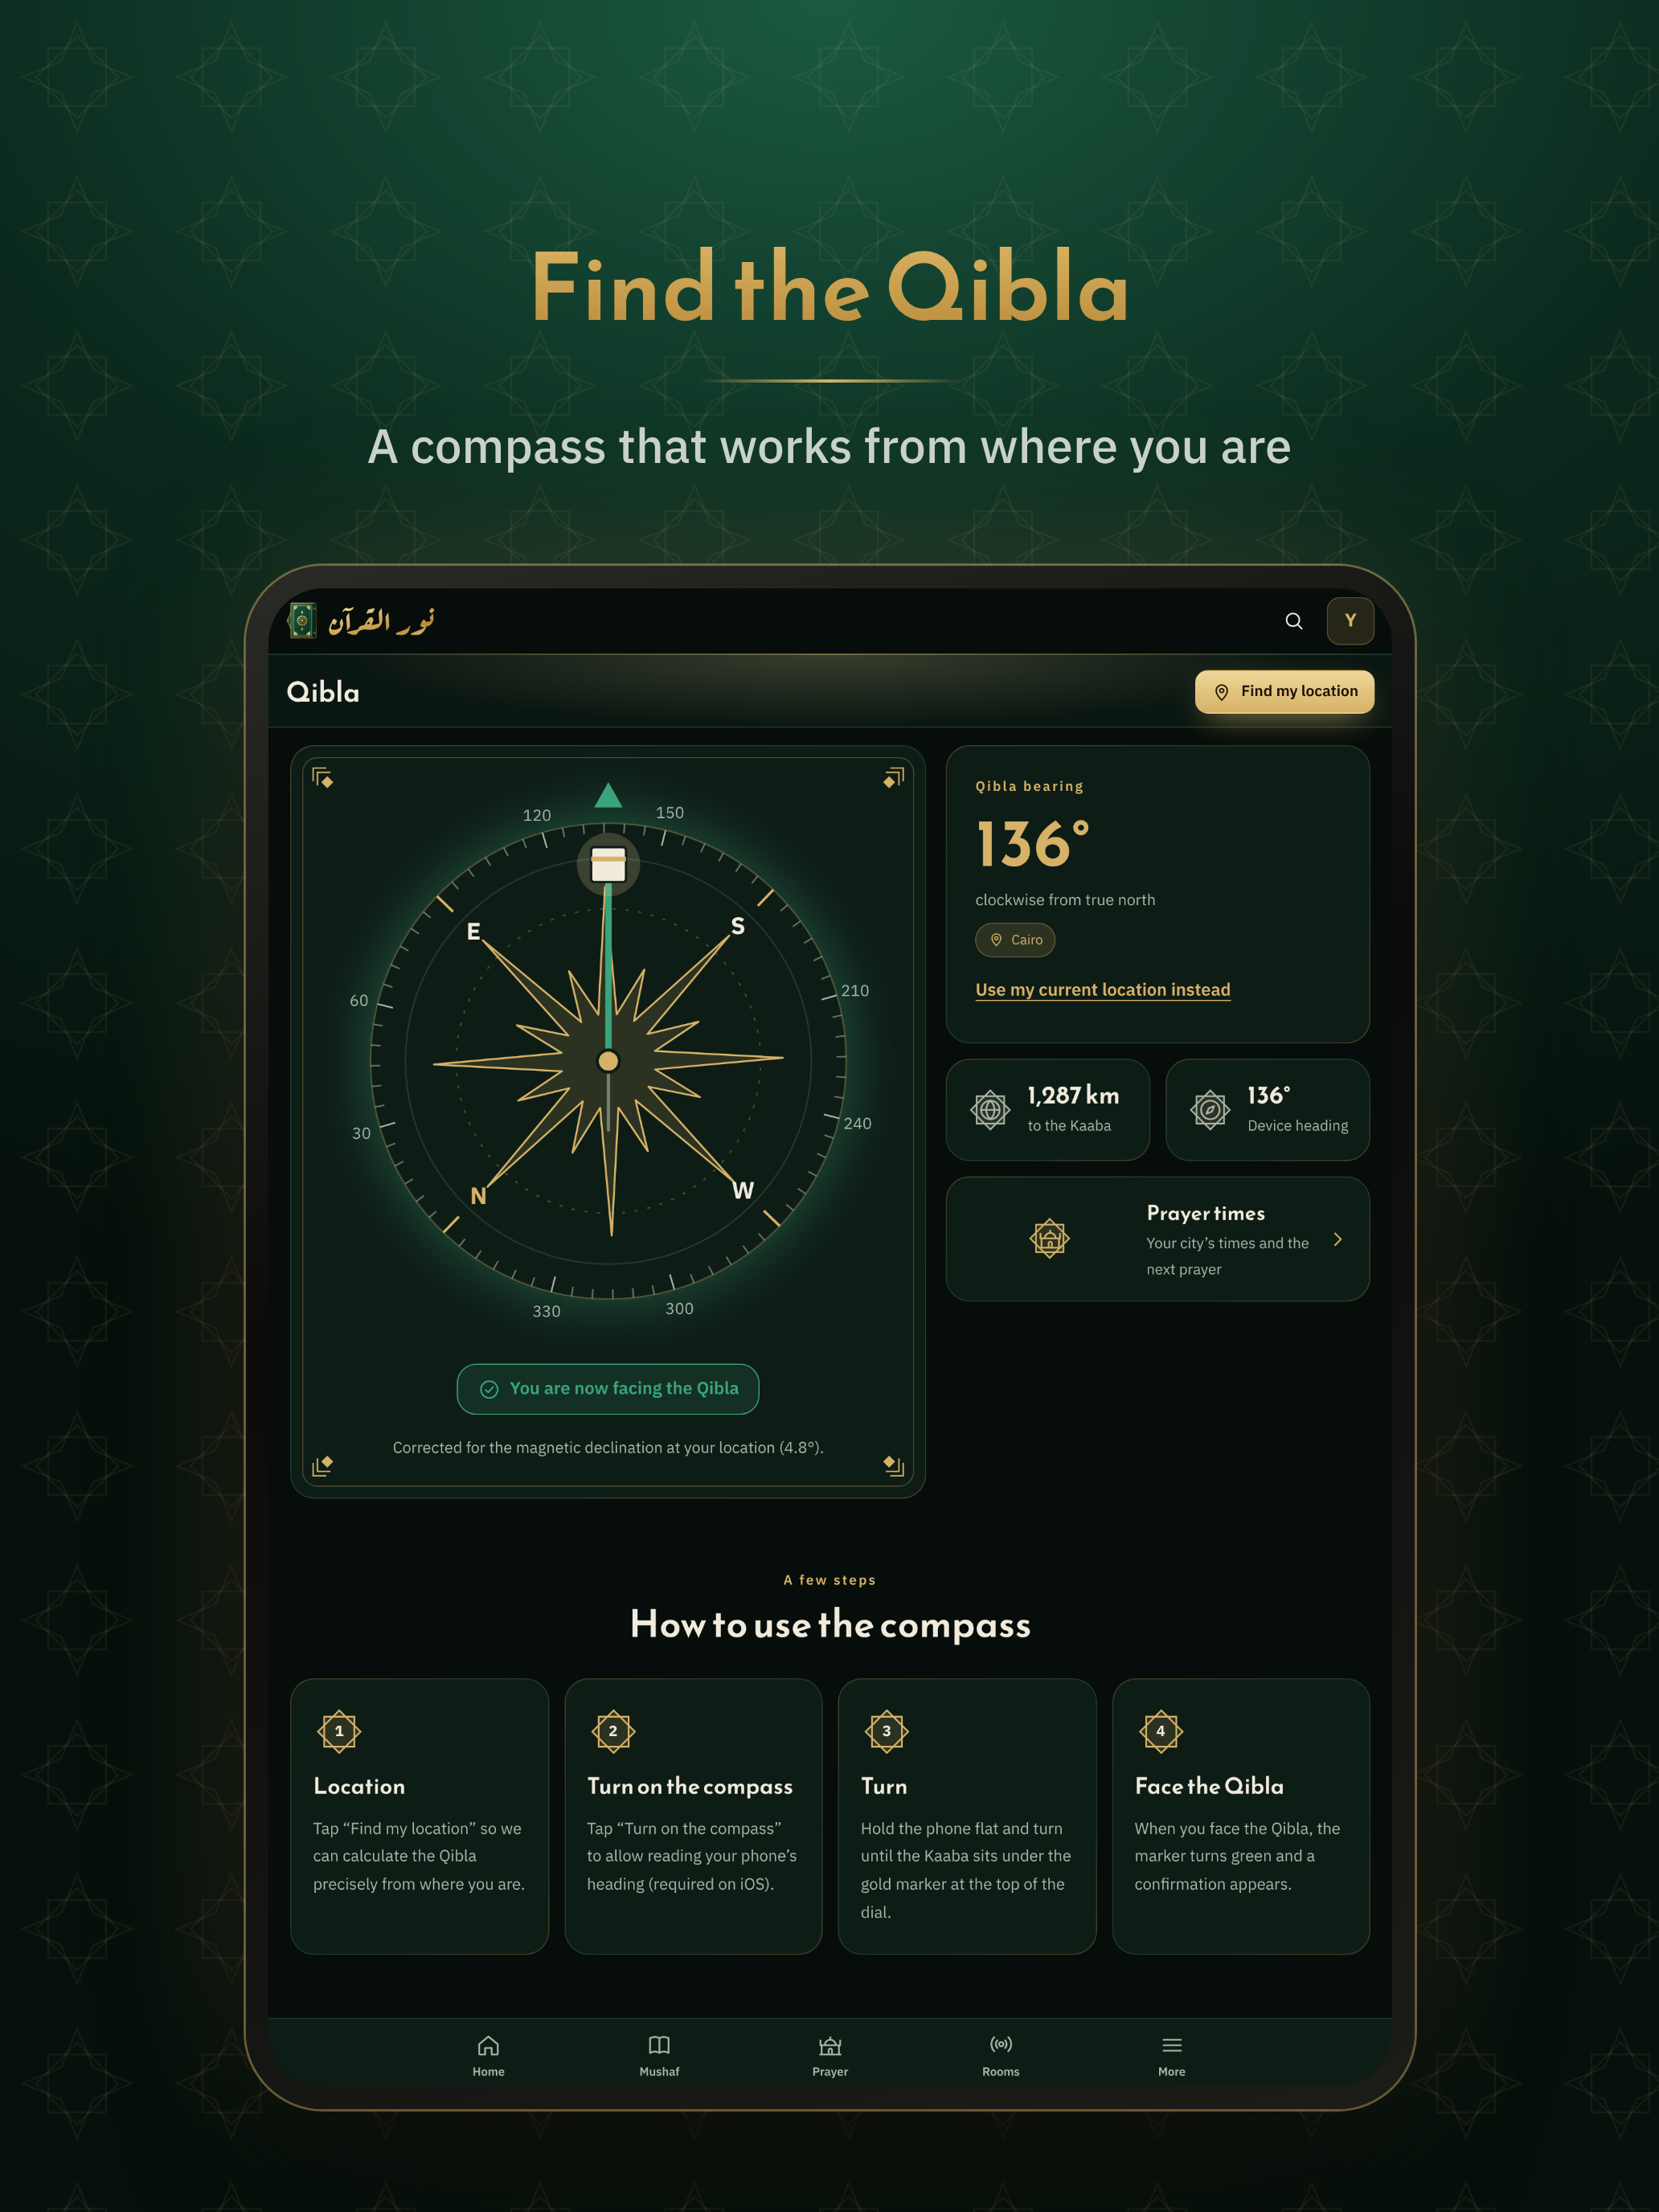 Find the Qibla
A compass that works from where you are
نور القرآن
Y
Qibla
Find my location
120
150
E
S
60
210
30
240
N
W
330
300
You are now facing the Qibla
Corrected for the magnetic declination at your location (4.8°).
Qibla bearing
136°
clockwise from true north
Cairo
Use my current location instead
1,287 km
to the Kaaba
136°
Device heading
Prayer times
Your city’s times and the
next prayer
A few steps
How to use the compass
1
Location
Tap “Find my location” so we
can calculate the Qibla
precisely from where you are.
2
Turn on the compass
Tap “Turn on the compass”
to allow reading your phone’s
heading (required on iOS).
3
Turn
Hold the phone flat and turn
until the Kaaba sits under the
gold marker at the top of the
dial.
4
Face the Qibla
When you face the Qibla, the
marker turns green and a
confirmation appears.
Home
Mushaf
Prayer
Rooms
More